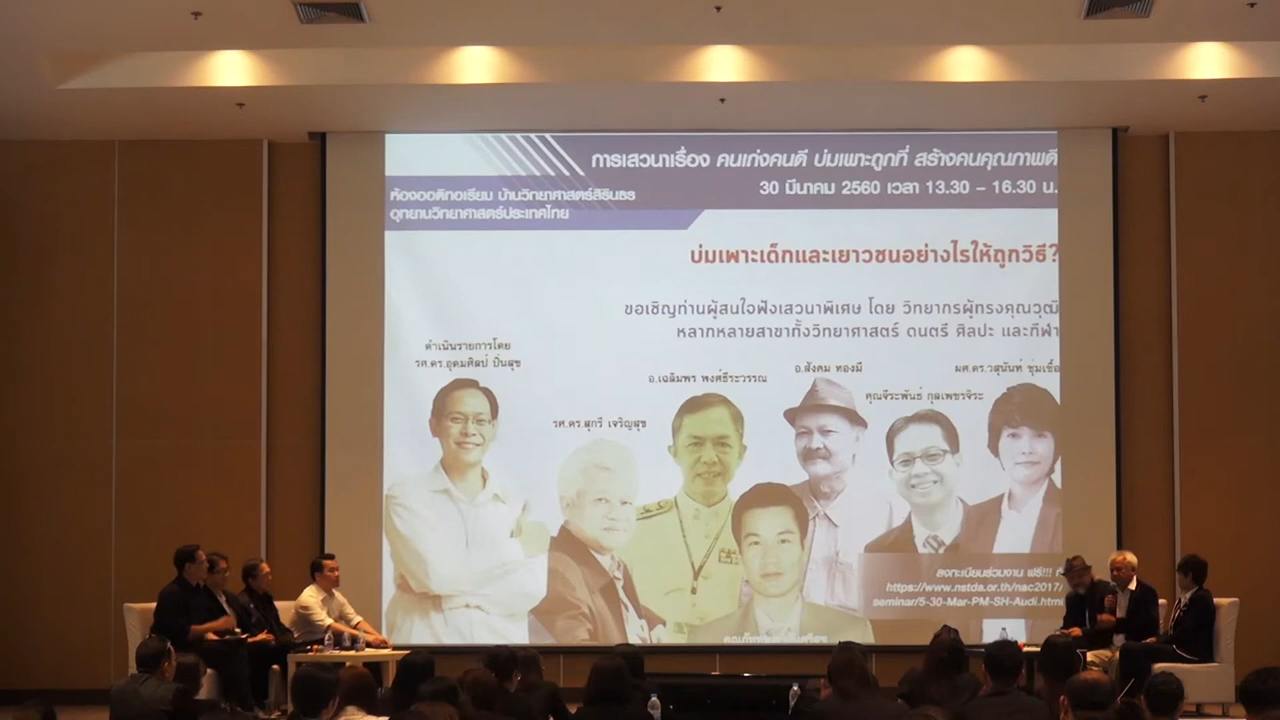 การเสวนาเรื่อง คนเก่งคนดี บ่มเพาะถูกที่ สร้างคนคุณภาพดี
30 มีนาคม 2560 เวลา 13.30 – 16.30 น.
ห้องออดิทอเรียม บ้านวิทยาศาสตร์สิรินธร
อุทยานวิทยาศาสตร์ประเทศไทย
บ่มเพาะเด็กและเยาวชนอย่างไรให้ถูกวิธี?
ขอเชิญท่านผู้สนใจฟังเสวนาพิเศษ โดย วิทยากรผู้ทรงคุณวุฒิ
หลากหลายสาขาทั้งวิทยาศาสตร์ ดนตรี ศิลปะ และกีฬา
ดำเนินรายการโดย
รศ.ดร.อุดมศิลป์ ปิ่นสุข
รศ.ดร.สุกรี เจริญสุข
อ.เฉลิมพร พงศ์ธีระวรรณ
อ.สังคม ทองมี
คุณจีระพันธ์ กุลเพชรจิระ
ผศ.ดร.วสุนันท์ ชุ่มเชื้อ
ลงทะเบียนร่วมงาน ฟรี!!! ที่
https://www.nstda.or.th/nac2017/
seminar/5-30-Mar-PM-SH-Audi.html